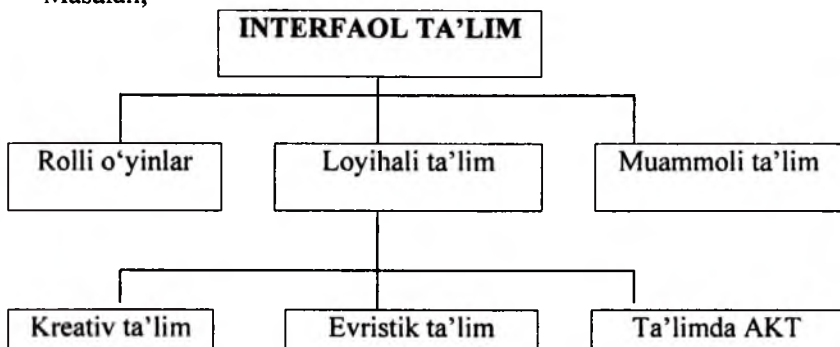 Masalan,
INTERFAOL TA’LIM
Rolli o‘yinlar
Loyihali ta’lim
Muammoli ta’lim
Kreativ ta’lim
Evristik ta’lim
Ta’limda AKT